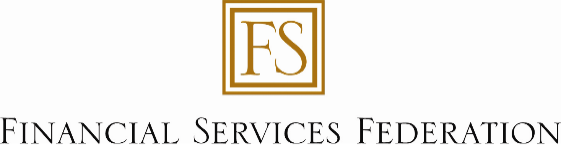 FS
FINANCIAL SERVICES FEDERATION